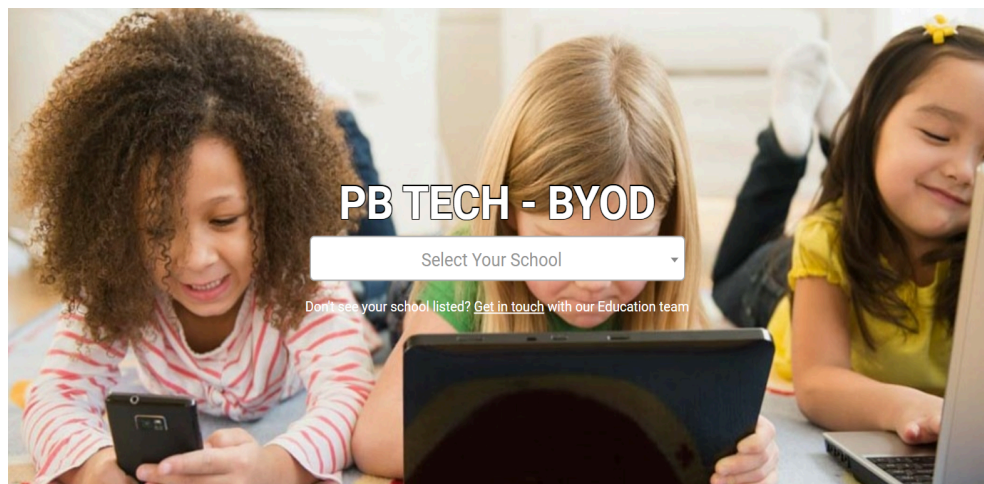 PB TECH - BYOD
Select Your School
Don't see your school listed? Get in touch with our Education team